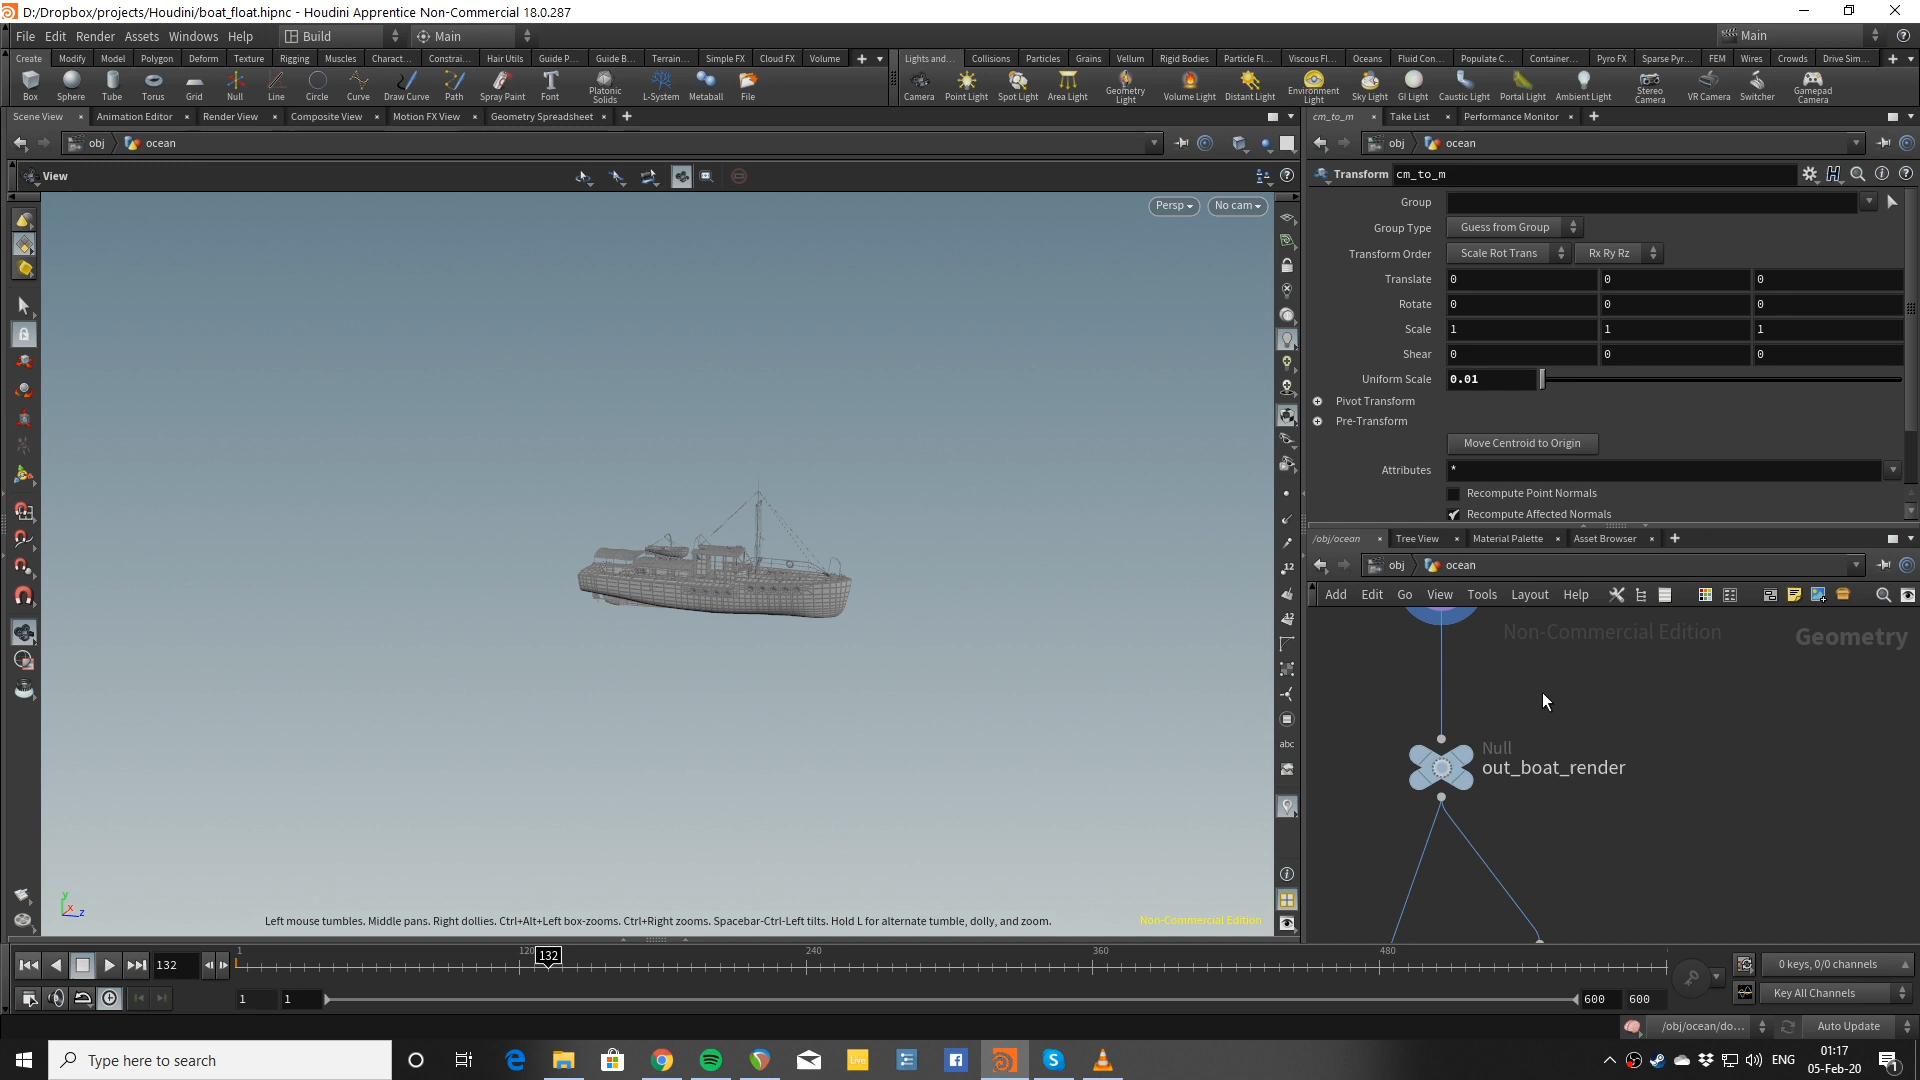 D:/Dropbox/projects/Houdini/boat_float.hipnc - Houdini Apprentice Non-Commercial 18.0.287
File Edit Render Assets Windows Help Build Main Main
Create Modify Model Polygon Deform Texture Rigging Muscles Charact... Constrai... Hair Utils Guide P... Guide B... Terrain... Simple FX Cloud FX Volume
Lights and... Collisions Particles Grains Vellum Rigid Bodies Particle Fl... Viscous Fl... Oceans Fluid Con... Populate C... Container... Pyro FX Sparse Pyr... FEM Wires Crowds Drive Sim...
Box Sphere Tube Torus Grid Null Line Circle Curve Draw Curve Path Spray Paint Font Platonic Solids L-System Metaball File
Camera Point Light Spot Light Area Light Geometry Light Volume Light Distant Light Environment Light Sky Light GI Light Caustic Light Portal Light Ambient Light Stereo Camera VR Camera Switcher Gamepad Camera
Scene View Animation Editor Render View Composite View Motion FX View Geometry Spreadsheet
cm_to_m Take List Performance Monitor
obj ocean
obj ocean
View
Transform cm_to_m
Persp No cam
Group
Group Type Guess from Group
Transform Order Scale Rot Trans Rx Ry Rz
Translate 0 0 0
Rotate 0 0 0
Scale 1 1 1
Shear 0 0 0
Uniform Scale 0.01
Pivot Transform
Pre-Transform
Move Centroid to Origin
Attributes *
Recompute Point Normals
Recompute Affected Normals
/obj/ocean Tree View Material Palette Asset Browser
obj ocean
Add Edit Go View Tools Layout Help
Non-Commercial Edition Geometry
Null
out_boat_render
12
12
abc
y
x
z
Left mouse tumbles. Middle pans. Right dollies. Ctrl+Alt+Left box-zooms. Ctrl+Right zooms. Spacebar-Ctrl-Left tilts. Hold L for alternate tumble, dolly, and zoom.
Non-Commercial Edition
132 1 120 132 240 360 480
0 keys, 0/0 channels
1 1 600 600
Key All Channels
/obj/ocean/do... Auto Update
Type here to search
Live
ENG
01:17
05-Feb-20
1